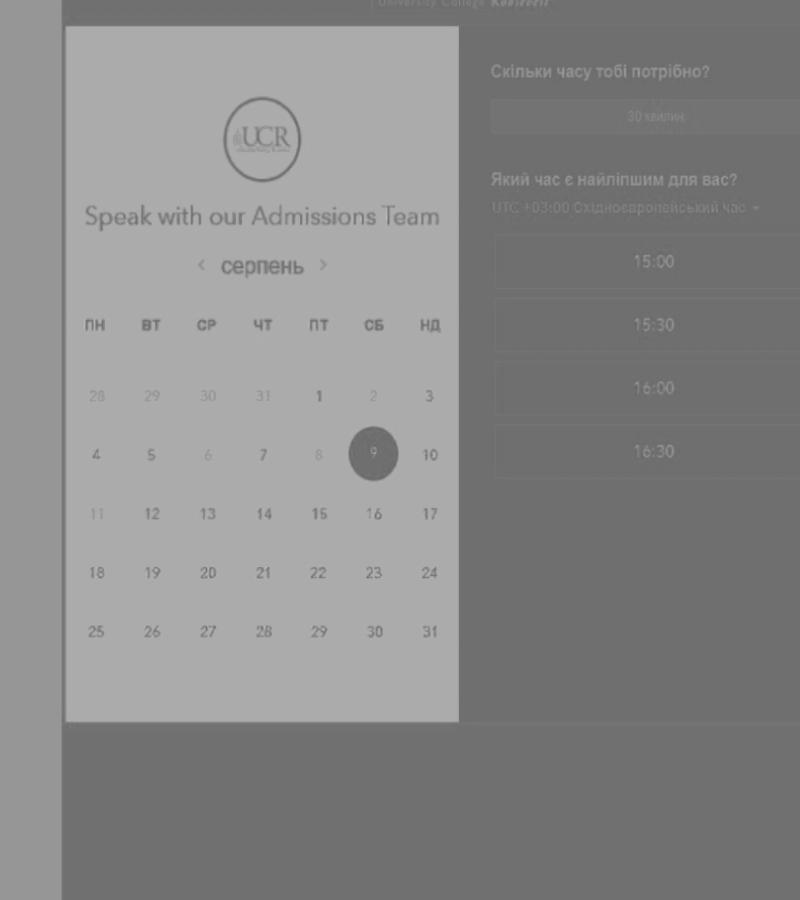 University College
UCR
Speak with our Admissions Team
серпень
ПН ВТ СР ЧТ ПТ СБ НД
28 29 30 31 1 2 3
4 5 6 7 8 9 10
11 12 13 14 15 16 17
18 19 20 21 22 23 24
25 26 27 28 29 30 31
Скільки часу тобі потрібно?
30 хвилин
Який час є найліпшим для вас?
UTC +03:00 Східноєвропейський час
15:00
15:30
16:00
16:30